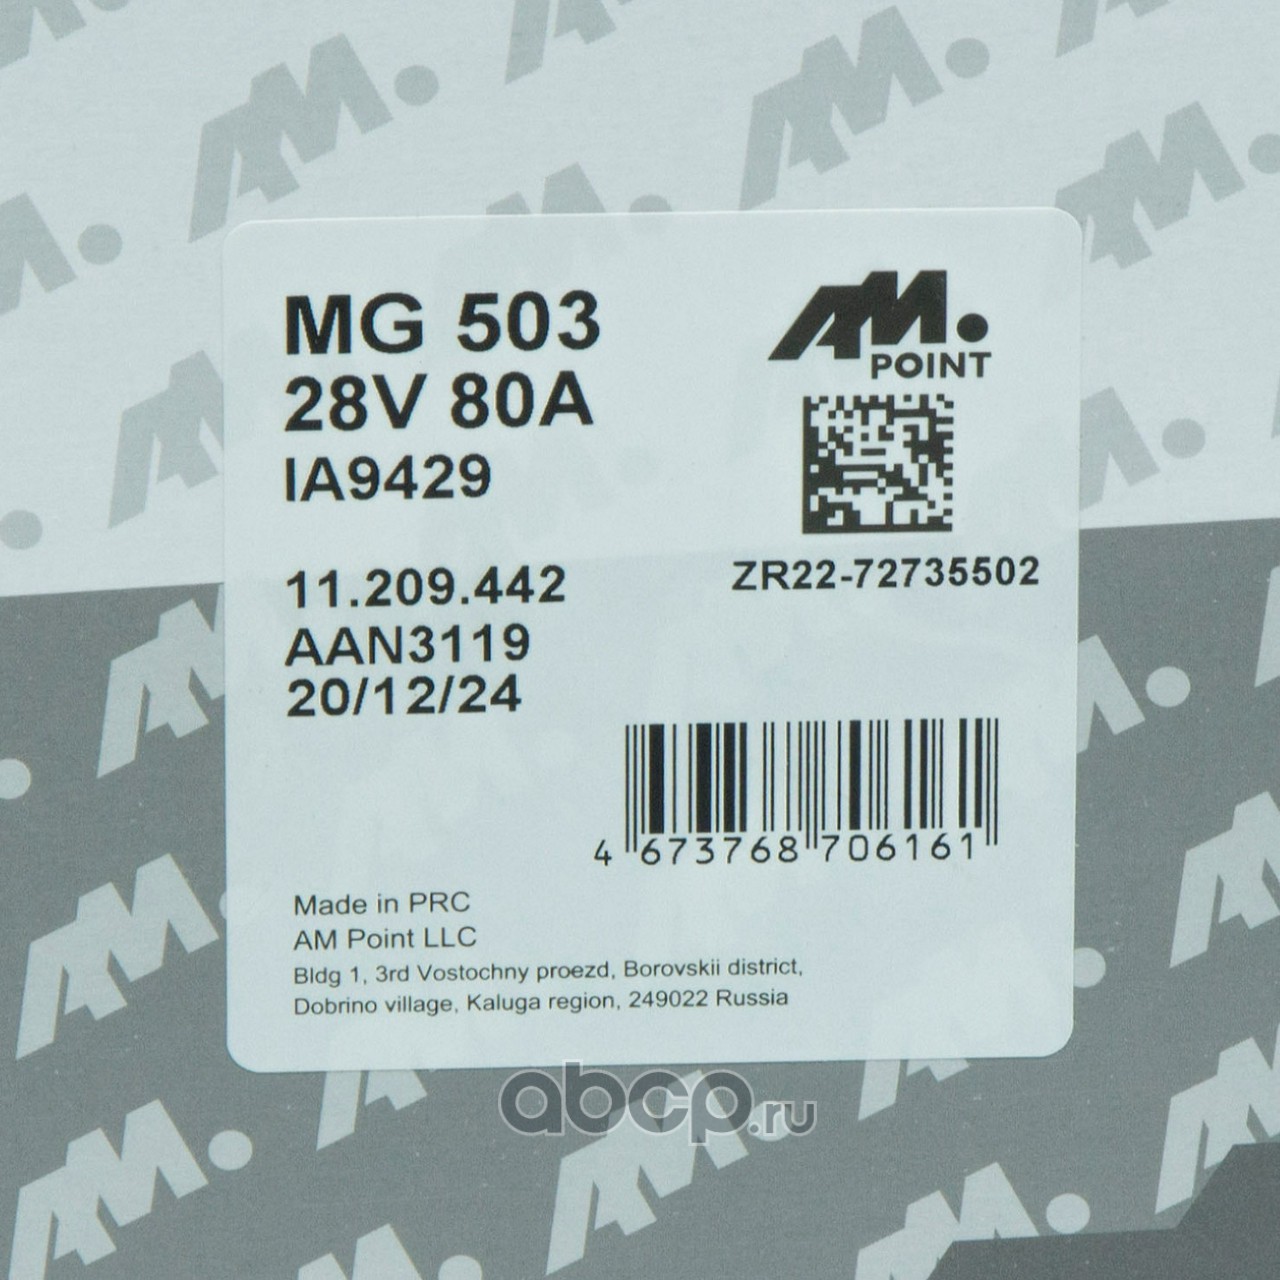 MG 503
28V 80A
IA9429
AM.
POINT
ZR22-72735502
11.209.442
AAN3119
20/12/24
4 673768 706161
Made in PRC
AM Point LLC
Bldg 1, 3rd Vostochny proezd, Borovskii district,
Dobrino village, Kaluga region, 249022 Russia
abcp.ru